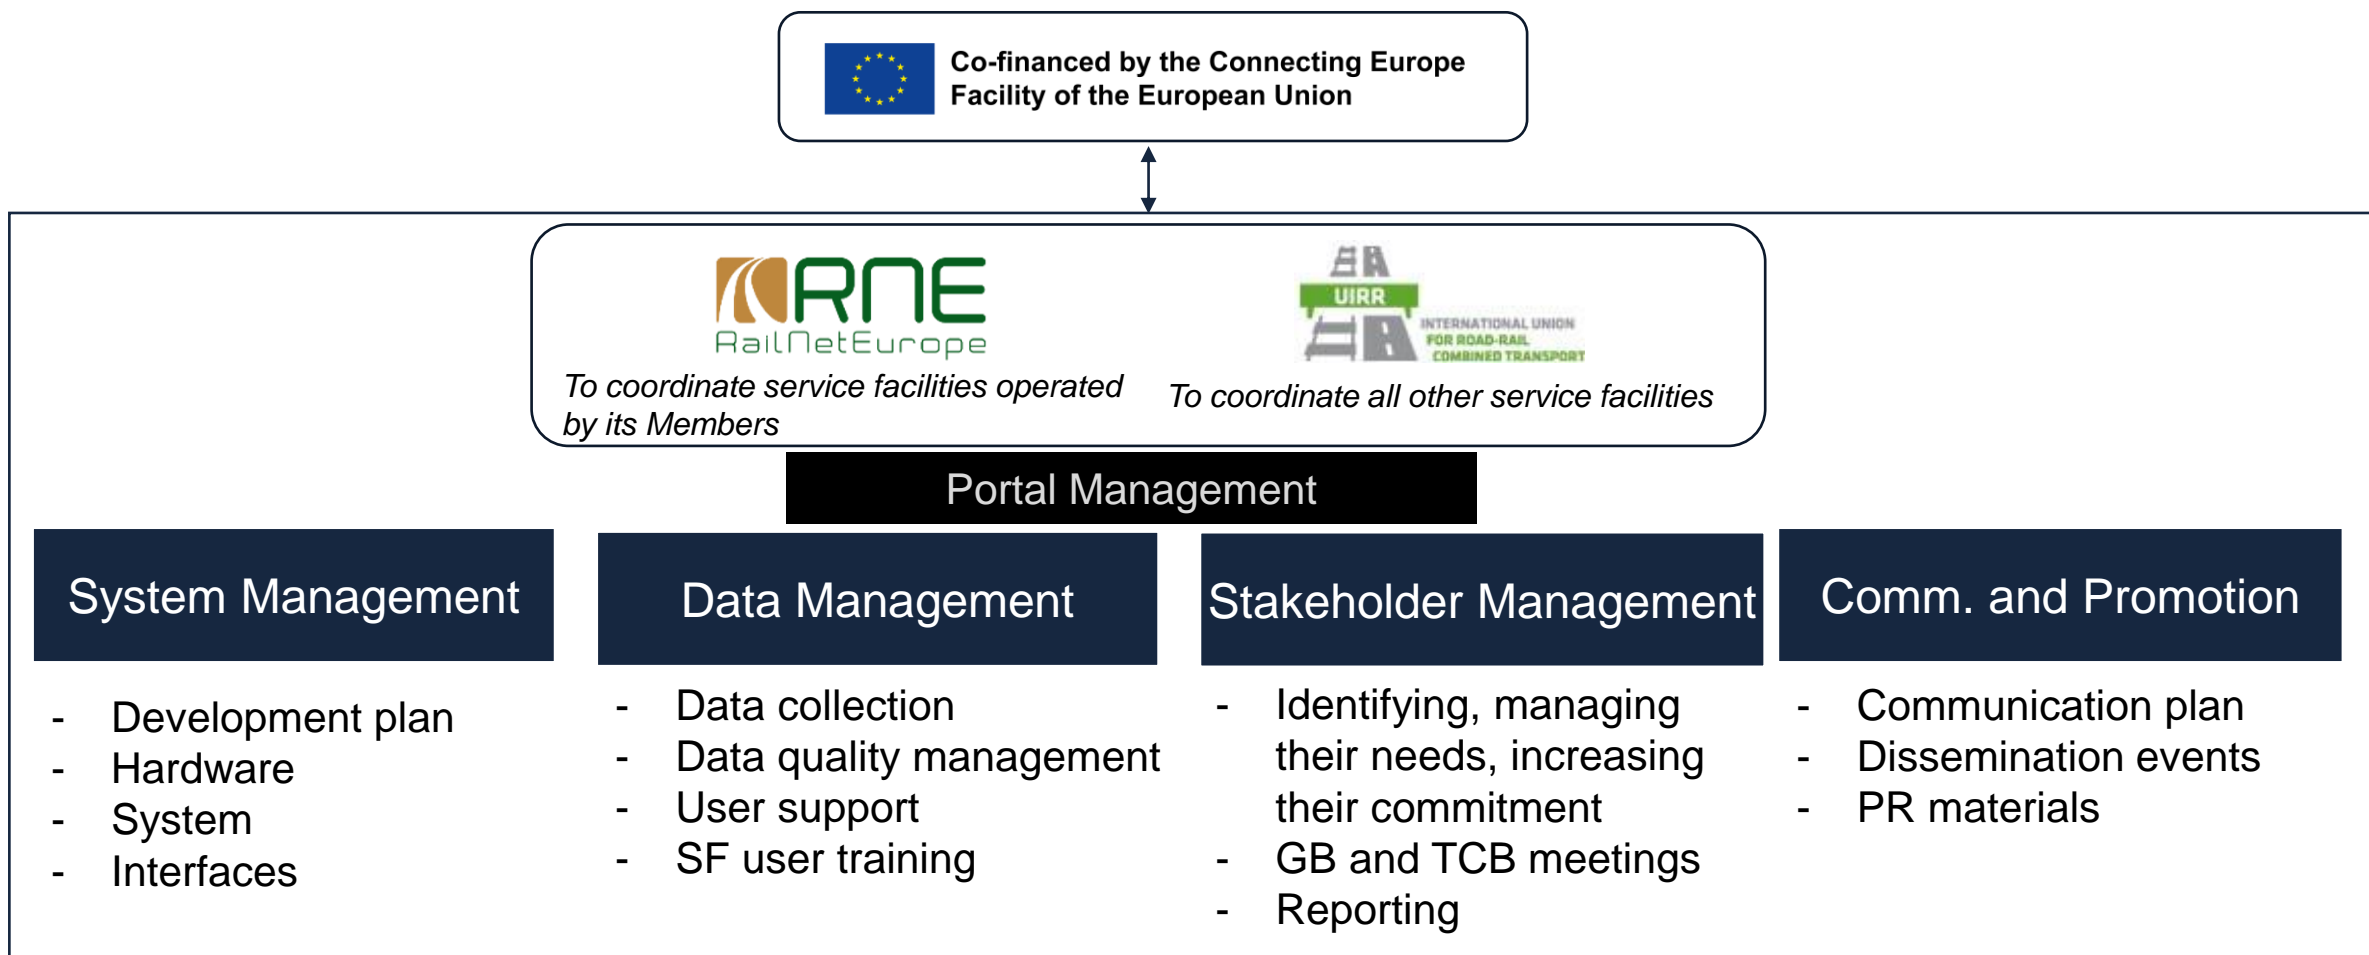 Co-financed by the Connecting Europe
Facility of the European Union
RNE
RailNetEurope
To coordinate service facilities operated
by its Members
UIRR
INTERNATIONAL UNION
FOR ROAD-RAIL
COMBINED TRANSPORT
To coordinate all other service facilities
Portal Management
System Management
- Development plan
- Hardware
- System
- Interfaces
Data Management
- Data collection
- Data quality management
- User support
- SF user training
Stakeholder Management
- Identifying, managing
their needs, increasing
their commitment
- GB and TCB meetings
- Reporting
Comm. and Promotion
- Communication plan
- Dissemination events
- PR materials